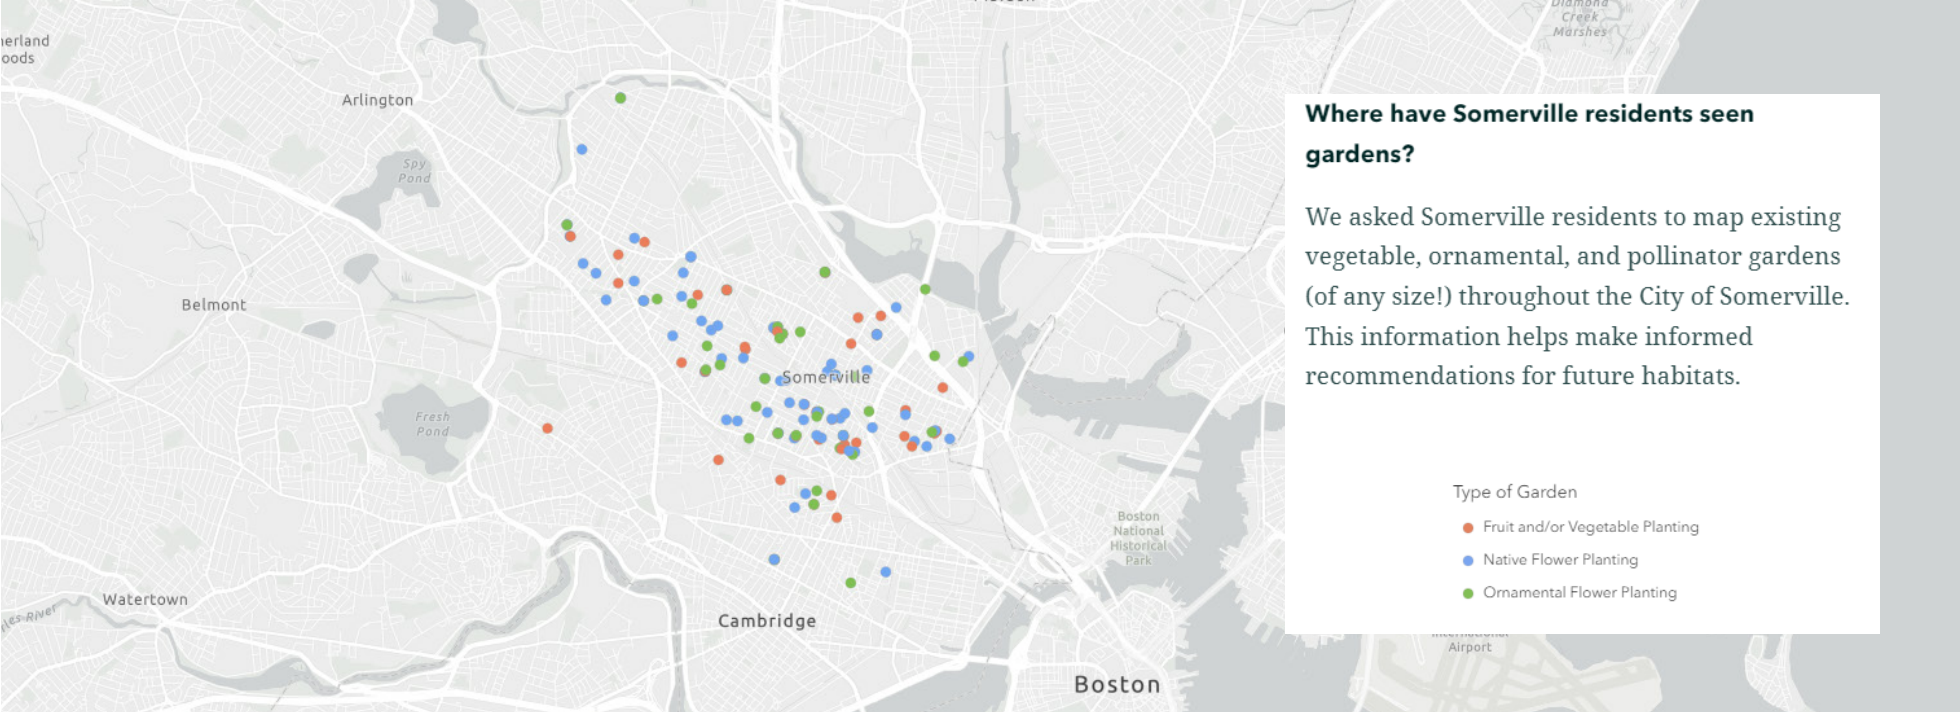 Diamond
Creek
Marshes
Arlington
Spy
Pond
Belmont
Somerville
Fresh
Pond
Boston
National
Historical
Park
Watertown
Cambridge
Boston
Airport
Where have Somerville residents seen
gardens?
We asked Somerville residents to map existing
vegetable, ornamental, and pollinator gardens
(of any size!) throughout the City of Somerville.
This information helps make informed
recommendations for future habitats.
Type of Garden
Fruit and/or Vegetable Planting
Native Flower Planting
Ornamental Flower Planting